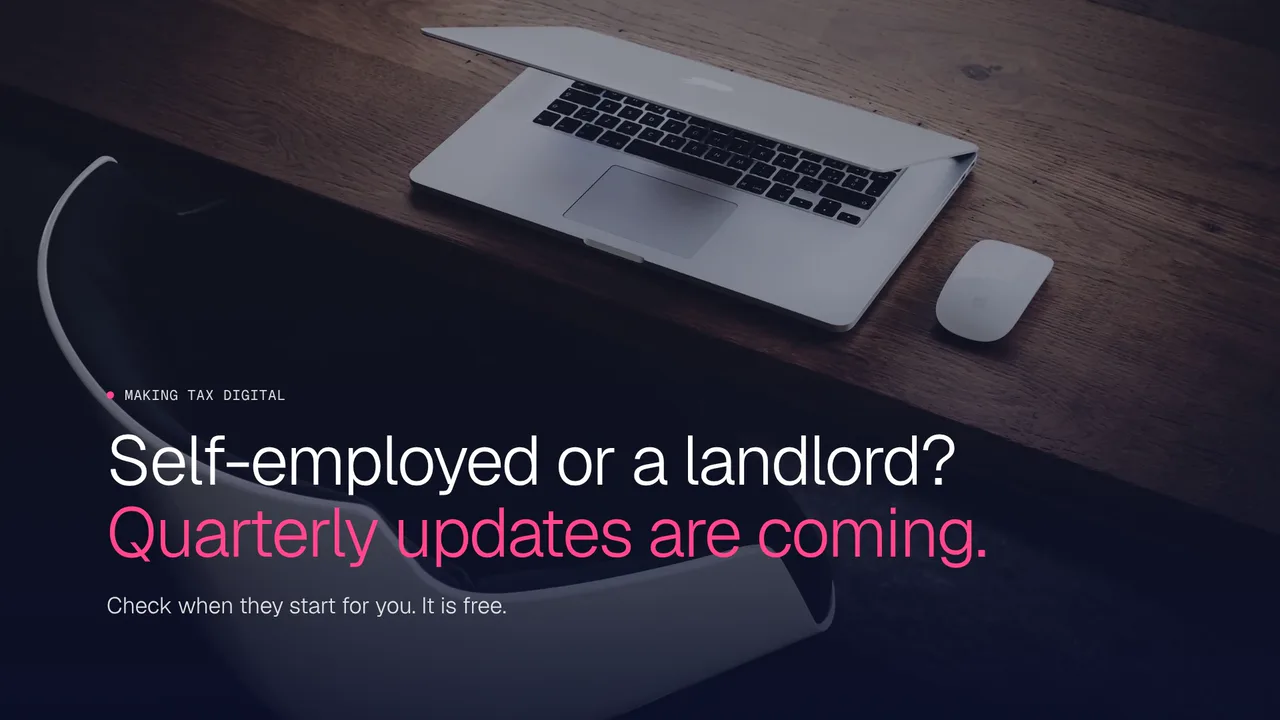 MAKING TAX DIGITAL
Self-employed or a landlord?
Quarterly updates are coming.
Check when they start for you. It is free.